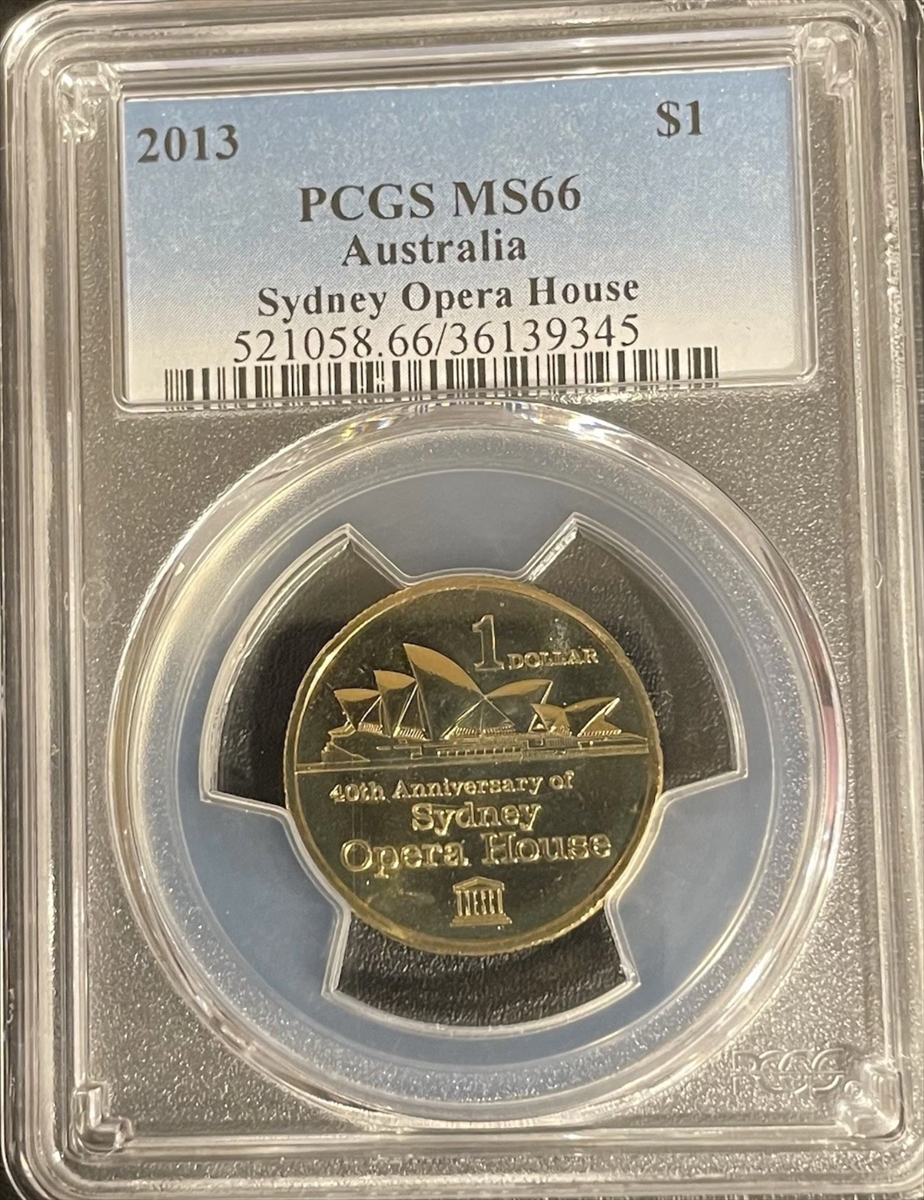 2013 $1
PCGS MS66
Australia
Sydney Opera House
521058.66/36139345
1 DOLLAR
40th Anniversary of
Sydney
Opera House
PCGS